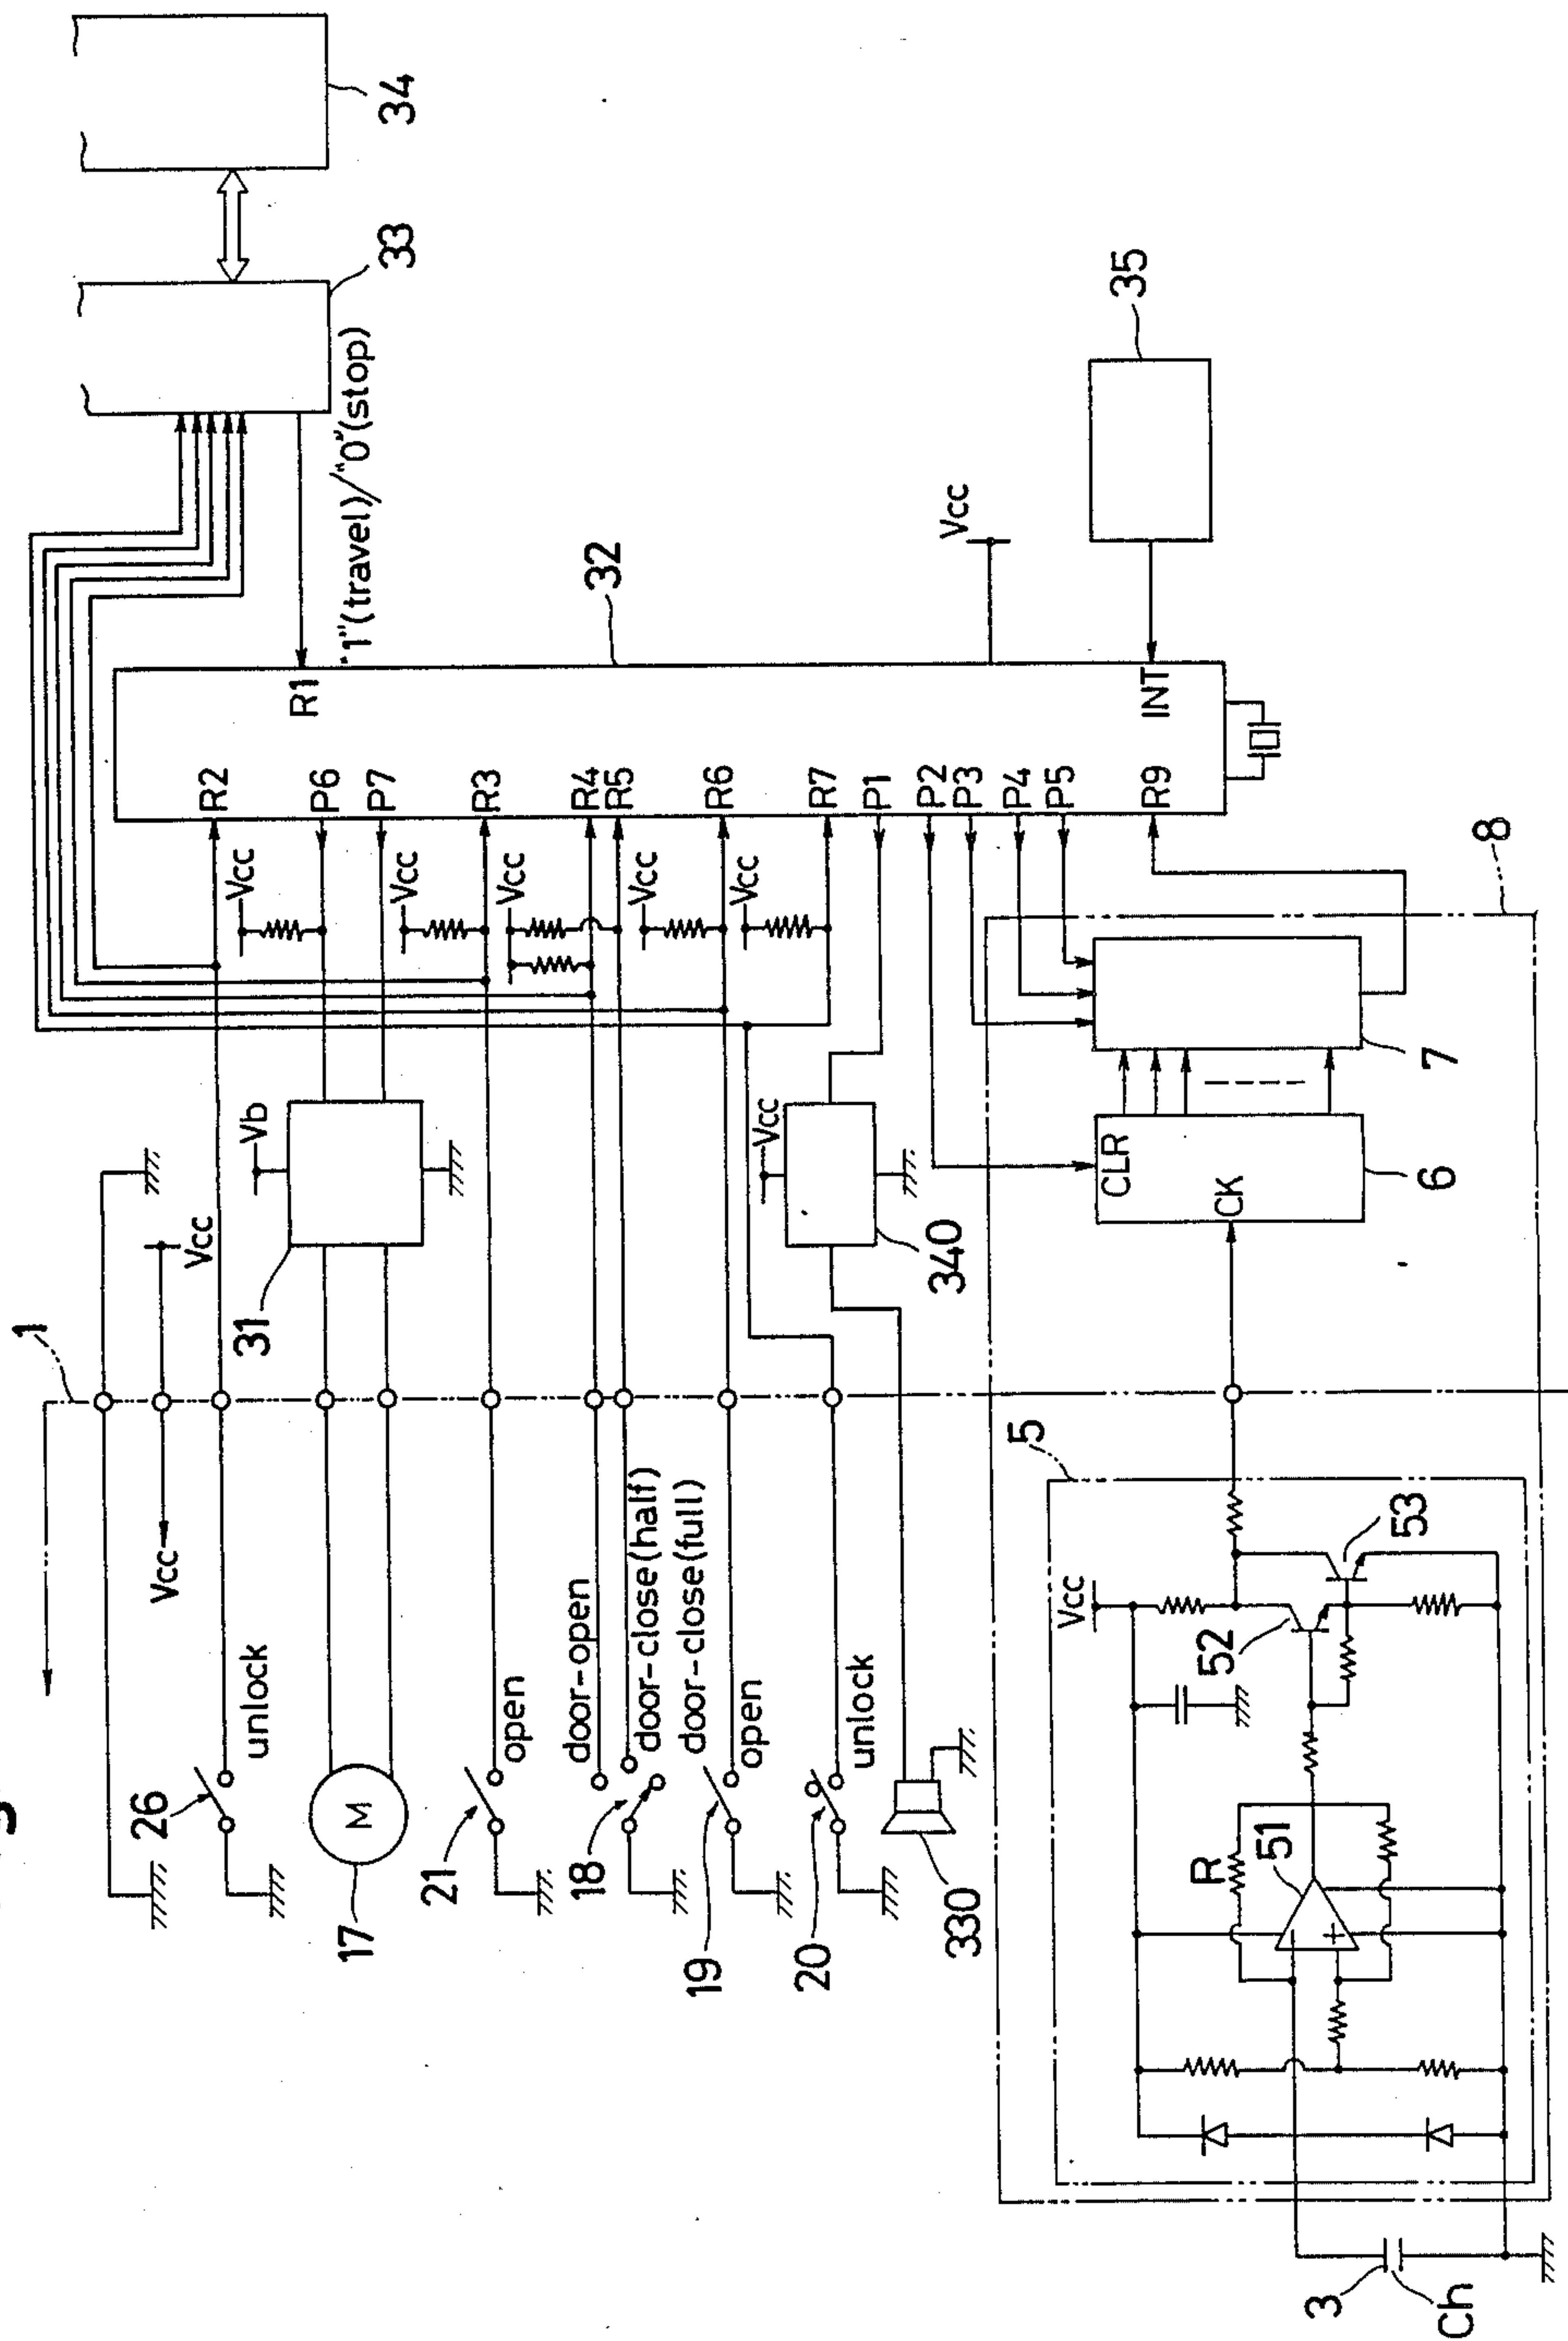 34
33
"1"(travel)/"0"(stop)
35
32
Vcc
R1
INT
R2
P6
P7
R3
R4
R5
R6
R7
P1
P2
P3
P4
P5
R9
Vcc
Vcc
Vcc
Vcc
Vcc
8
7
Vb
Vcc
31
340
CLR
CK
6
Vcc
1
Vcc
5
Vcc
52
53
unlock
open
door-open
door-close(half)
door-close(full)
open
unlock
26
M
17
21
18
19
20
330
R
51
3
Ch